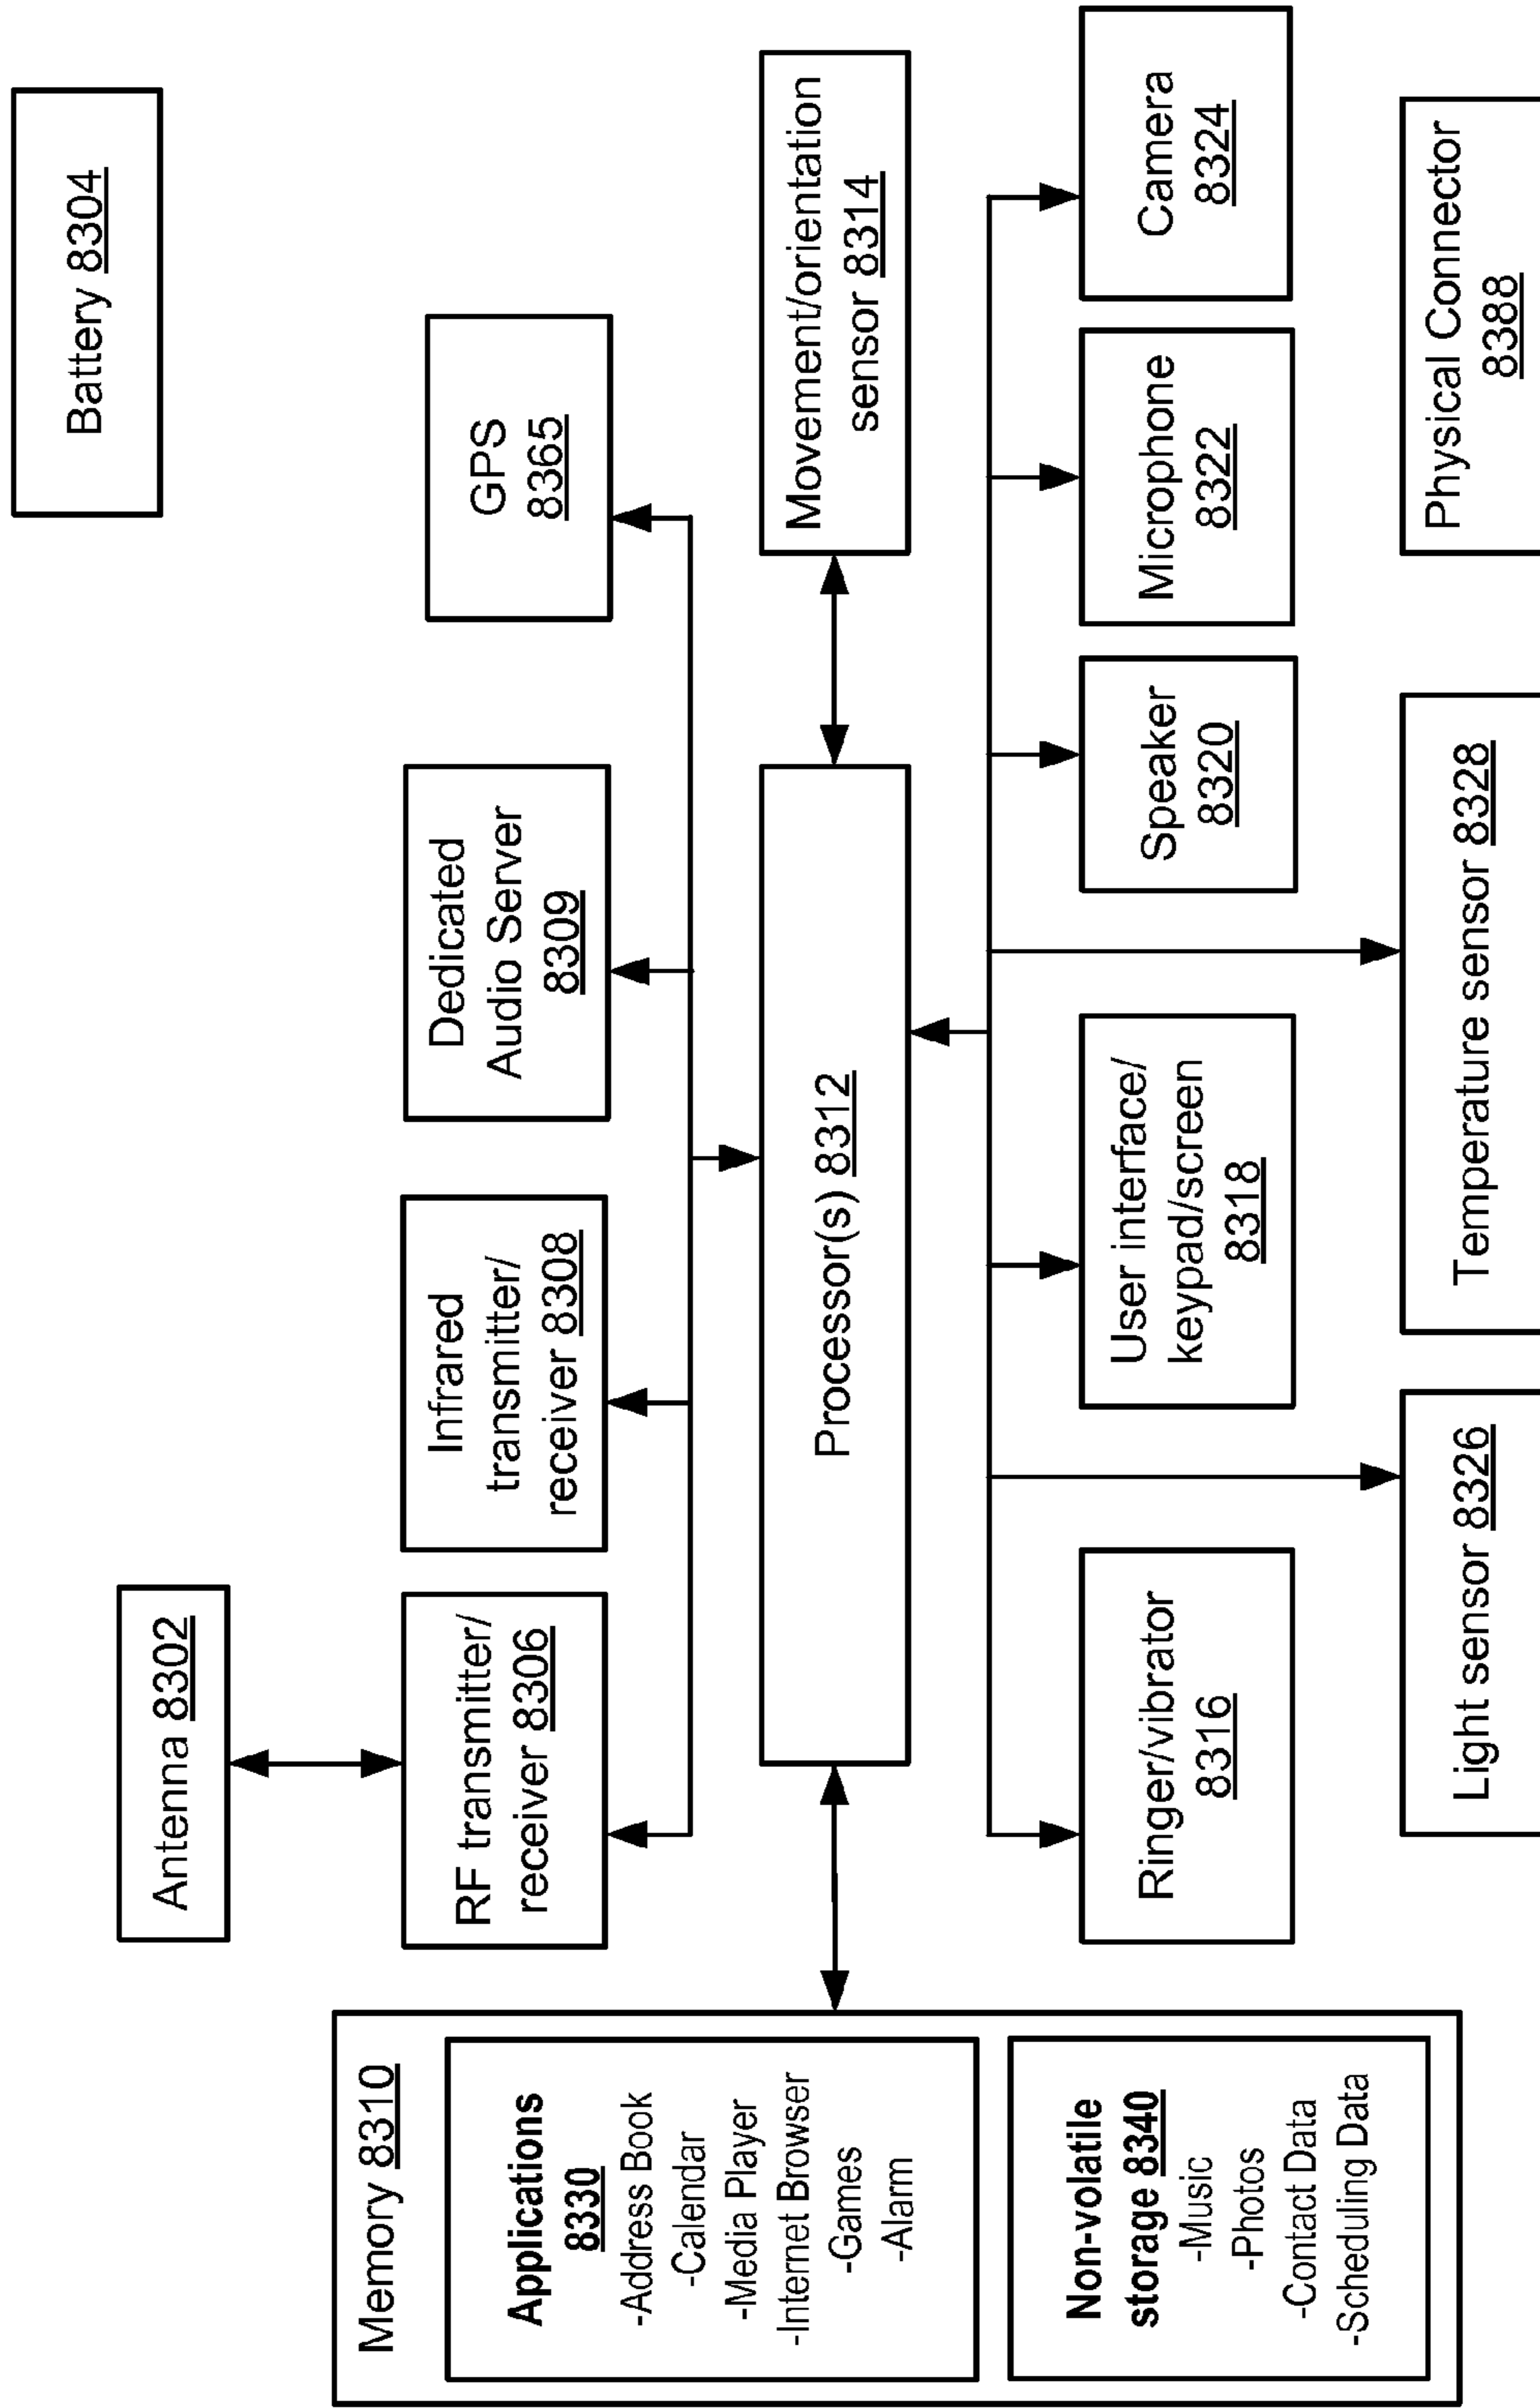 Battery 8304
Antenna 8302
RF transmitter/
receiver 8306
Infrared
transmitter/
receiver 8308
Dedicated
Audio Server
8309
GPS
8365
Memory 8310
Applications
8330
-Address Book
-Calendar
-Media Player
-Internet Browser
-Games
-Alarm
Non-volatile
storage 8340
-Music
-Photos
-Contact Data
-Scheduling Data
Processor(s) 8312
Movement/orientation
sensor 8314
Ringer/vibrator
8316
User interface/
keypad/screen
8318
Speaker
8320
Microphone
8322
Camera
8324
Light sensor 8326
Temperature sensor 8328
Physical Connector
8388